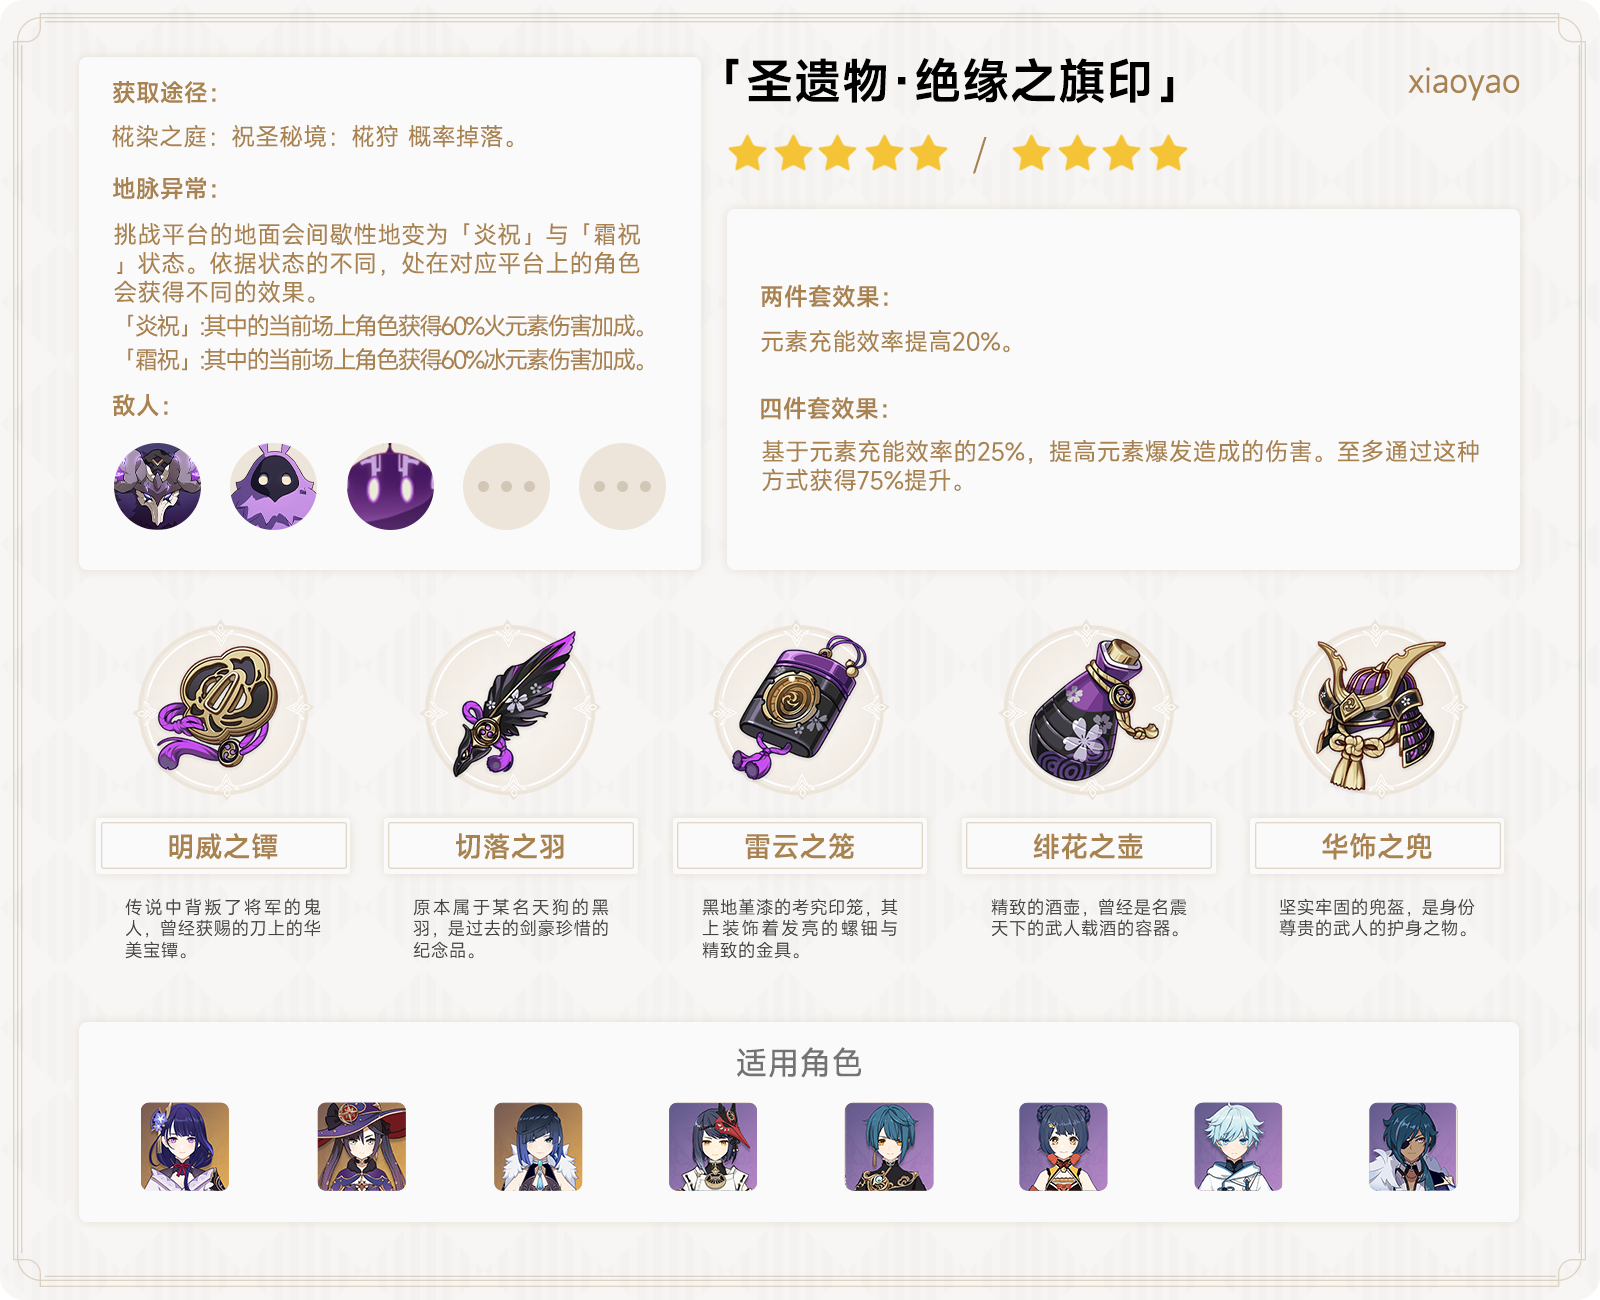 获取途径：
椛染之庭：祝圣秘境：椛狩 概率掉落。
地脉异常：
挑战平台的地面会间歇性地变为「炎祝」与「霜祝
」状态。依据状态的不同，处在对应平台上的角色
会获得不同的效果。
「炎祝」:其中的当前场上角色获得60%火元素伤害加成。
「霜祝」:其中的当前场上角色获得60%冰元素伤害加成。
敌人：
「圣遗物·绝缘之旗印」
xiaoyao
/
两件套效果：
元素充能效率提高20%。
四件套效果：
基于元素充能效率的25%，提高元素爆发造成的伤害。至多通过这种
方式获得75%提升。
明威之镡
传说中背叛了将军的鬼
人，曾经获赐的刀上的华
美宝镡。
切落之羽
原本属于某名天狗的黑
羽，是过去的剑豪珍惜的
纪念品。
雷云之笼
黑地堇漆的考究印笼，其
上装饰着发亮的螺钿与
精致的金具。
绯花之壶
精致的酒壶，曾经是名震
天下的武人载酒的容器。
华饰之兜
坚实牢固的兜盔，是身份
尊贵的武人的护身之物。
适用角色